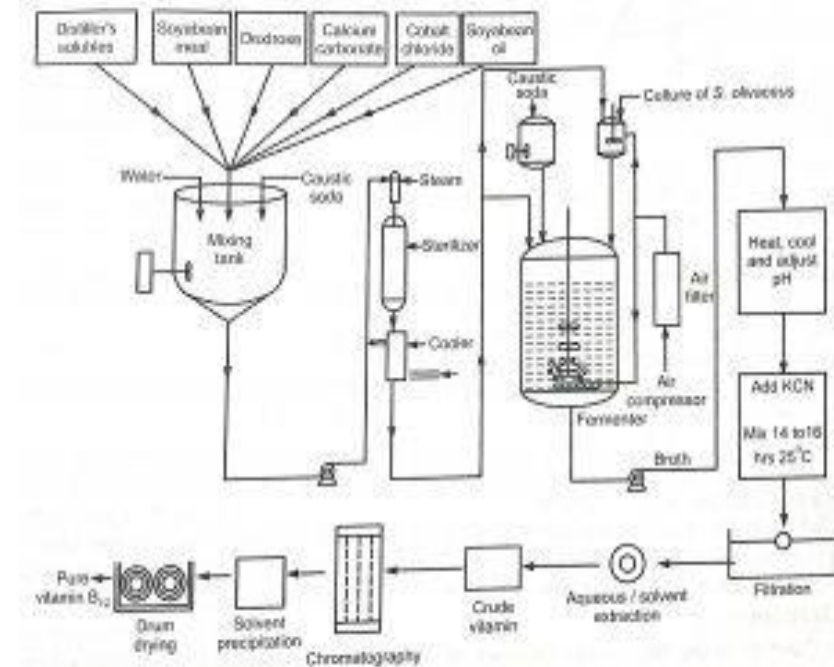 Distiller's
solubles
Soyabean
meal
Dextrose
Calcium
carbonate
Cobalt
chloride
Soyabean
oil
Caustic
soda
Culture of S. olivaceus
Water
Caustic
soda
Steam
Mixing
tank
Sterilizer
Cooler
Air
filter
Air
compressor
Fermenter
Broth
Heat, cool
and adjust
pH
Add KCN
Mix 14 to 16
hrs 25°C
Filtration
Aqueous / solvent
extraction
Crude
vitamin
Chromatography
Solvent
precipitation
Drum
drying
Pure
vitamin B12